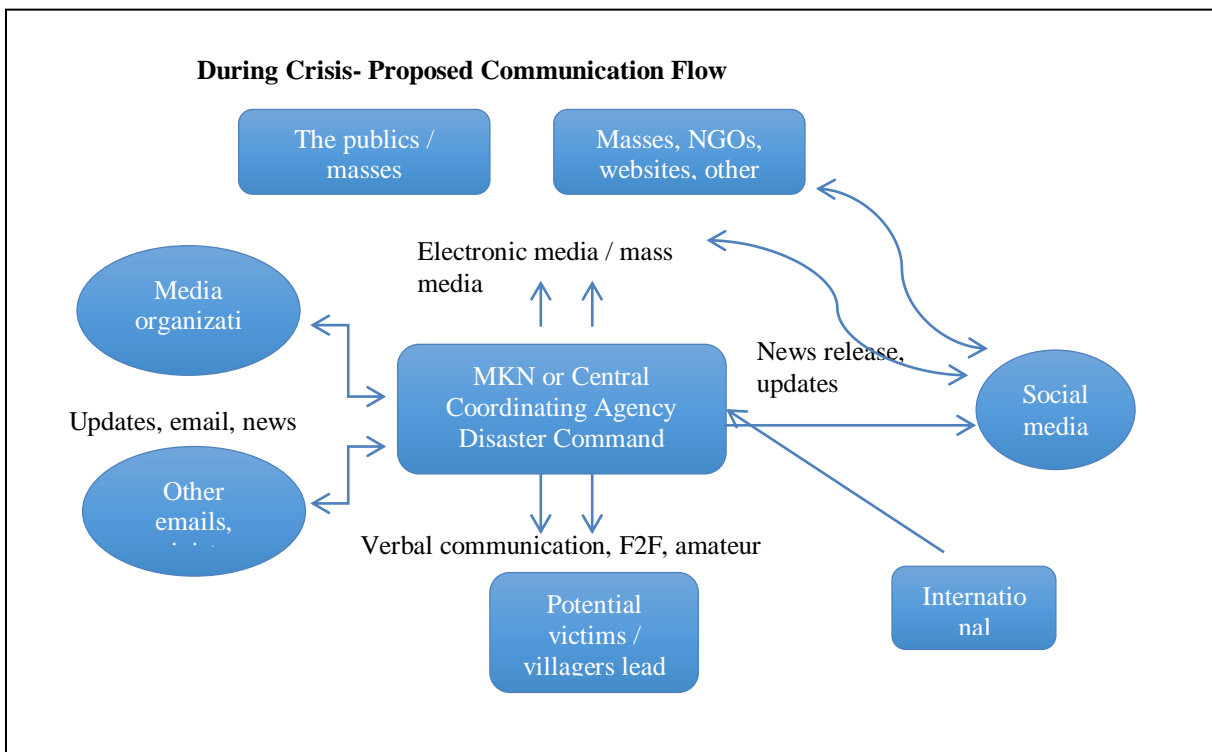 During Crisis- Proposed Communication Flow
The publics /
masses
Masses, NGOs,
websites, other
Electronic media / mass
media
Media
organizati
News release,
updates
MKN or Central
Coordinating Agency
Disaster Command
Social
media
Updates, email, news
Other
emails,
Verbal communication, F2F, amateur
Potential
victims /
villagers lead
Internatio
nal